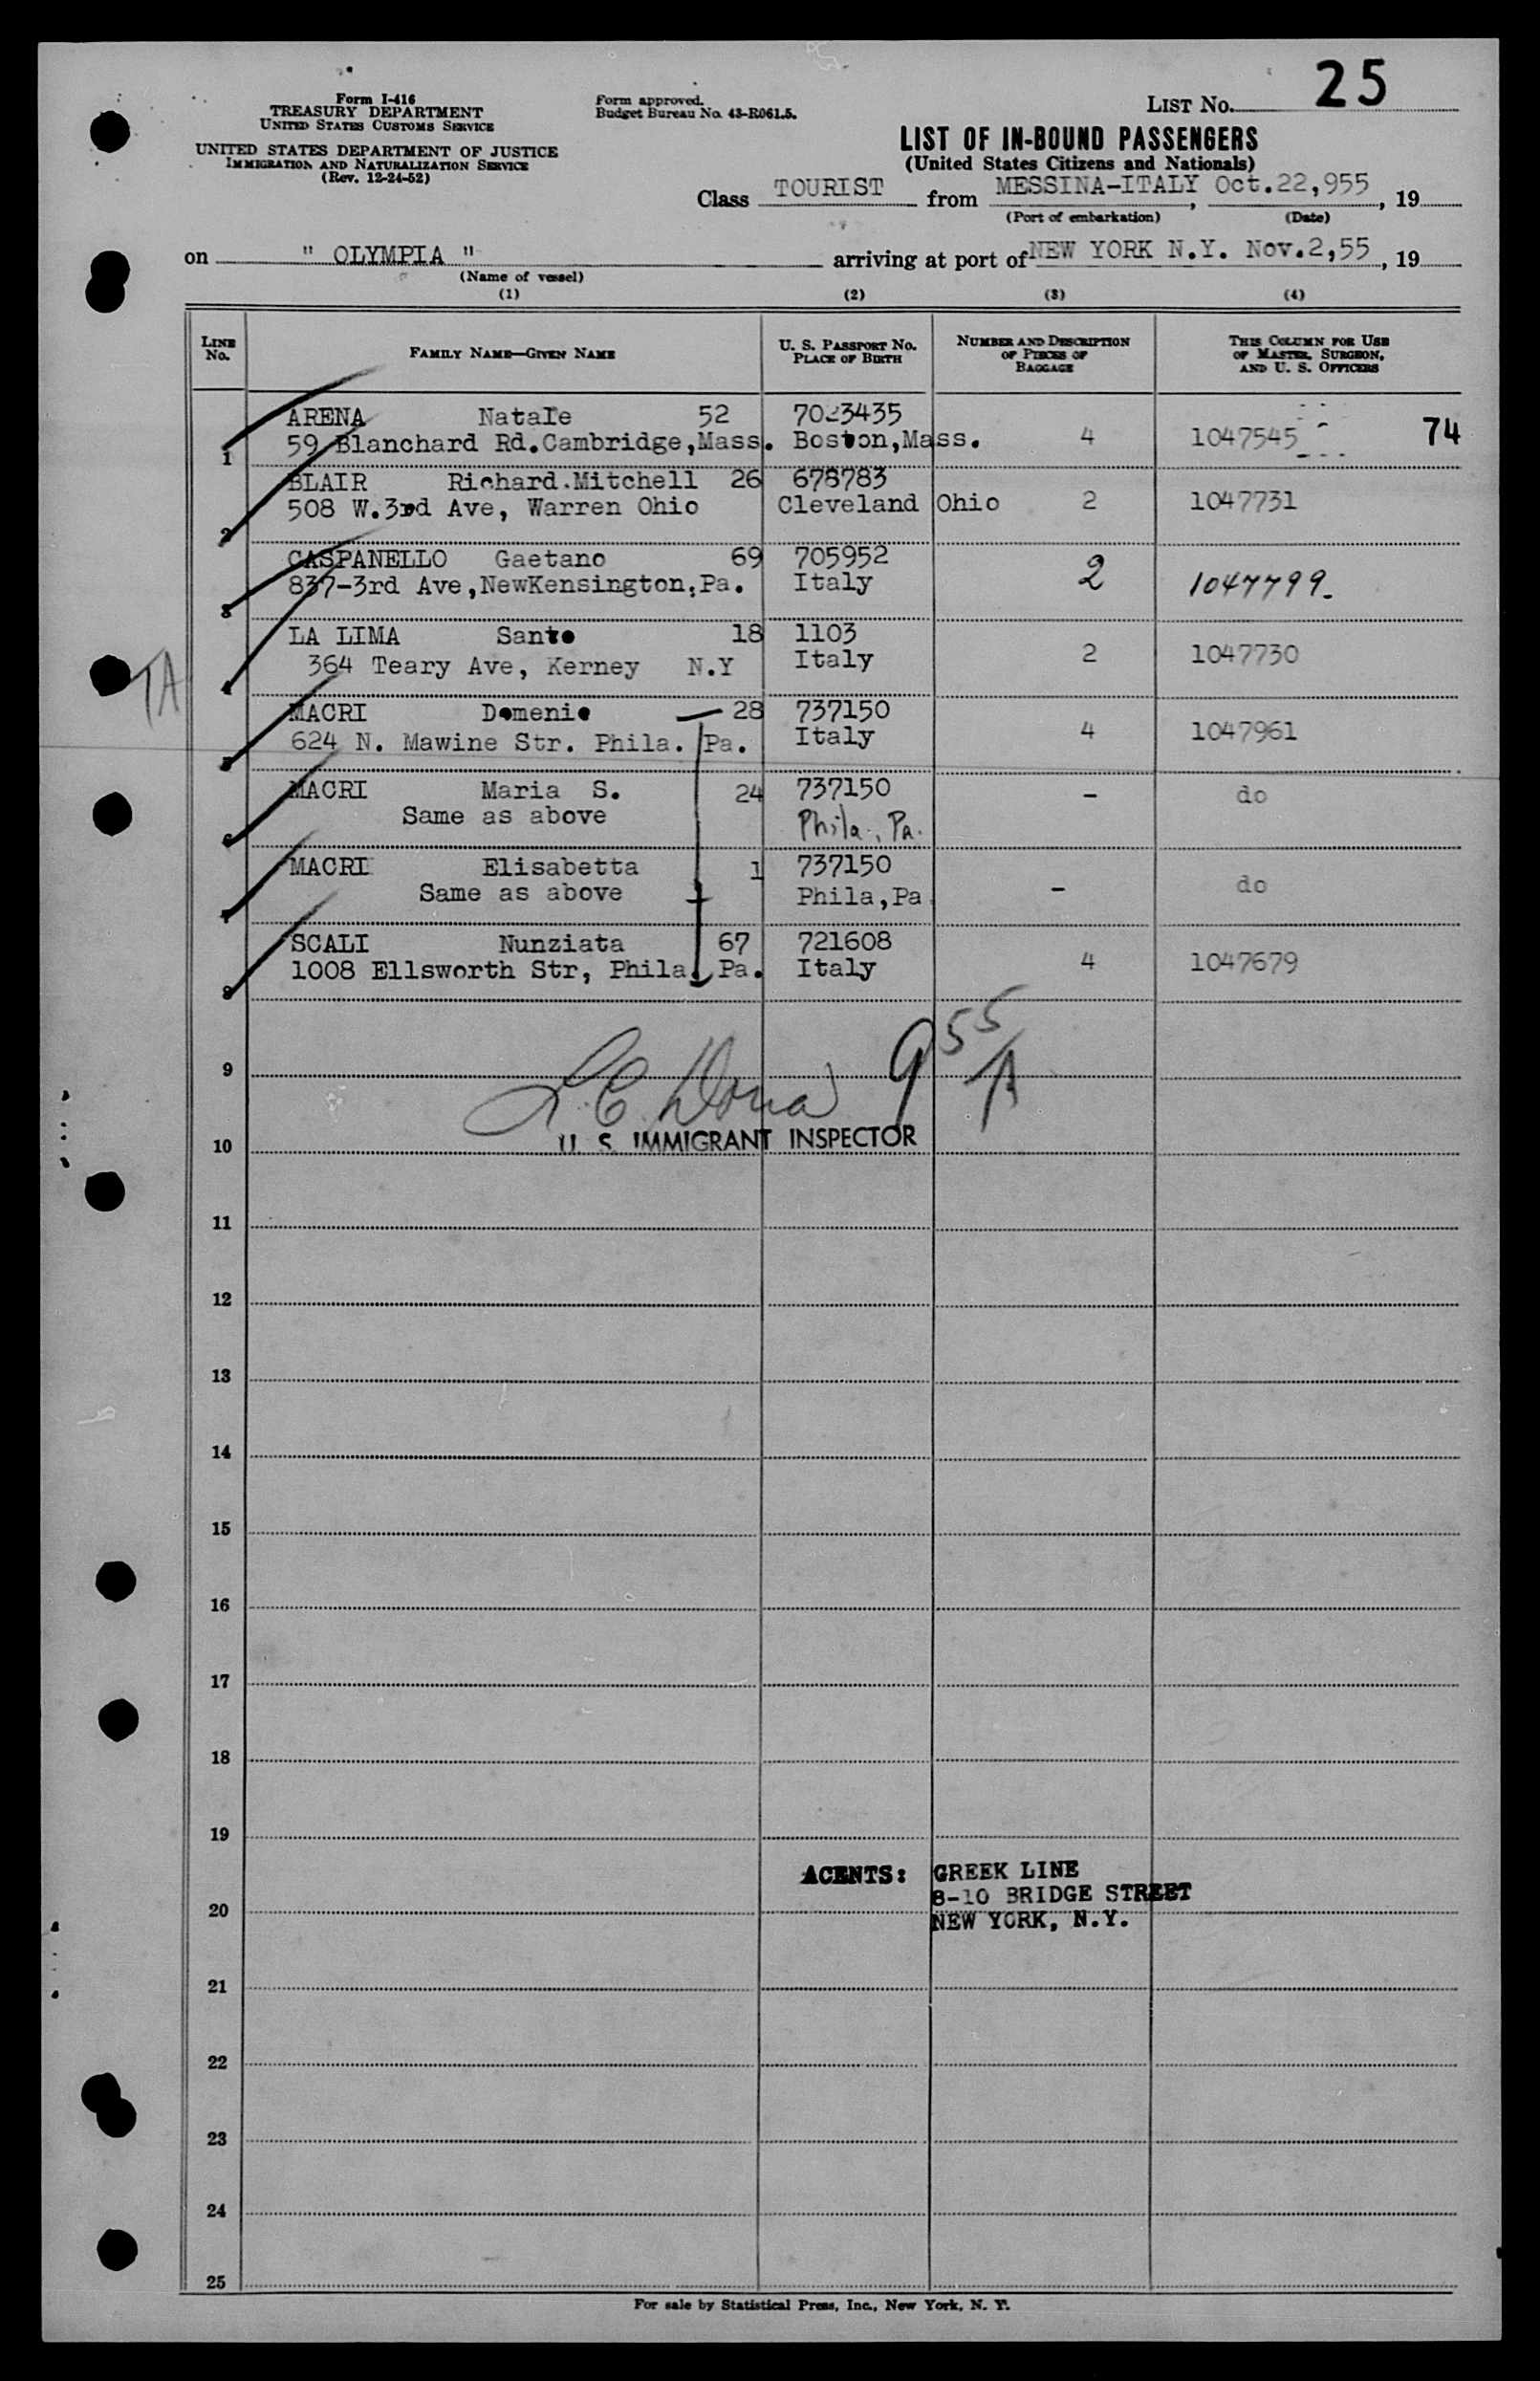 Form I-416
TREASURY DEPARTMENT
UNITED STATES CUSTOMS SERVICE
UNITED STATES DEPARTMENT OF JUSTICE
IMMIGRATION AND NATURALIZATION SERVICE
(Rev. 12-24-52)
Form approved.
Budget Bureau No. 43-R061.5.
LIST No. 25
LIST OF IN-BOUND PASSENGERS
(United States Citizens and Nationals)
Class TOURIST from MESSINA-ITALY, Oct.22,955, 19
(Port of embarkation) (Date)
on " OLYMPIA " arriving at port of NEW YORK N.Y. Nov.2,55, 19
(Name of vessel)
(1) (2) (3) (4)
LINE No. FAMILY NAME—GIVEN NAME U. S. PASSPORT No. PLACE OF BIRTH NUMBER AND DESCRIPTION OF PIECES OF BAGGAGE THIS COLUMN FOR USE OF MASTER, SURGEON, AND U. S. OFFICERS
ARENA Natale 52 7023435
1 59 Blanchard Rd.Cambridge,Mass. Boston,Mass. 4 1047545 74
BLAIR Richard.Mitchell 26 678783
2 508 W.3rd Ave, Warren Ohio Cleveland Ohio 2 1047731
CASPANELLO Gaetano 69 705952
3 837-3rd Ave,NewKensington,Pa. Italy 2 1047799
LA LIMA Santo 18 1103
4 364 Teary Ave, Kerney N.Y Italy 2 1047730
TA
MACRI Domenic 28 737150
5 624 N. Mawine Str. Phila. Pa. Italy 4 1047961
MACRI Maria S. 24 737150 - do
6 Same as above Phila., Pa.
MACRI Elisabetta 1 737150
7 Same as above Phila,Pa - do
SCALI Nunziata 67 721608
8 1008 Ellsworth Str, Phila. Pa. Italy 4 1047679
955 A
9
U. S. IMMIGRANT INSPECTOR
10
11
12
13
14
15
16
17
18
19
AGENTS: GREEK LINE
8-10 BRIDGE STREET
20
NEW YORK, N.Y.
21
22
23
24
25
For sale by Statistical Press, Inc., New York, N. Y.